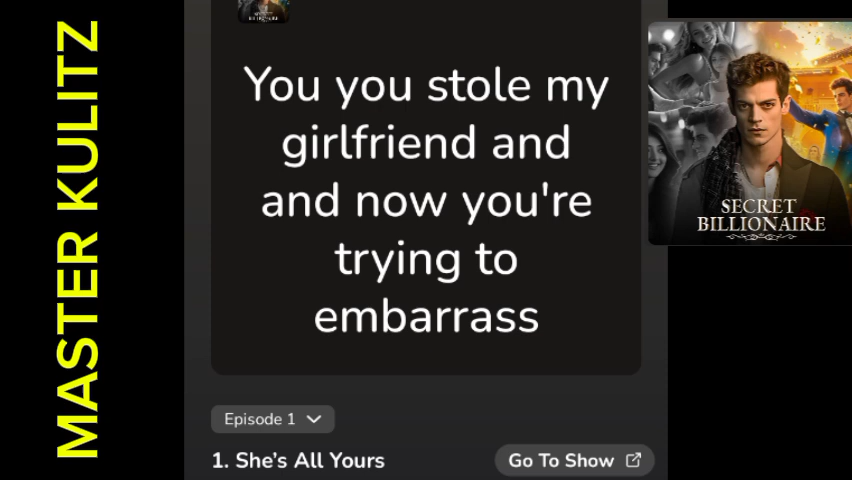 MASTER KULITZ
You you stole my
girlfriend and
and now you're
trying to
embarrass
Episode 1
1. She's All Yours
Go To Show
SECRET
BILLIONAIRE